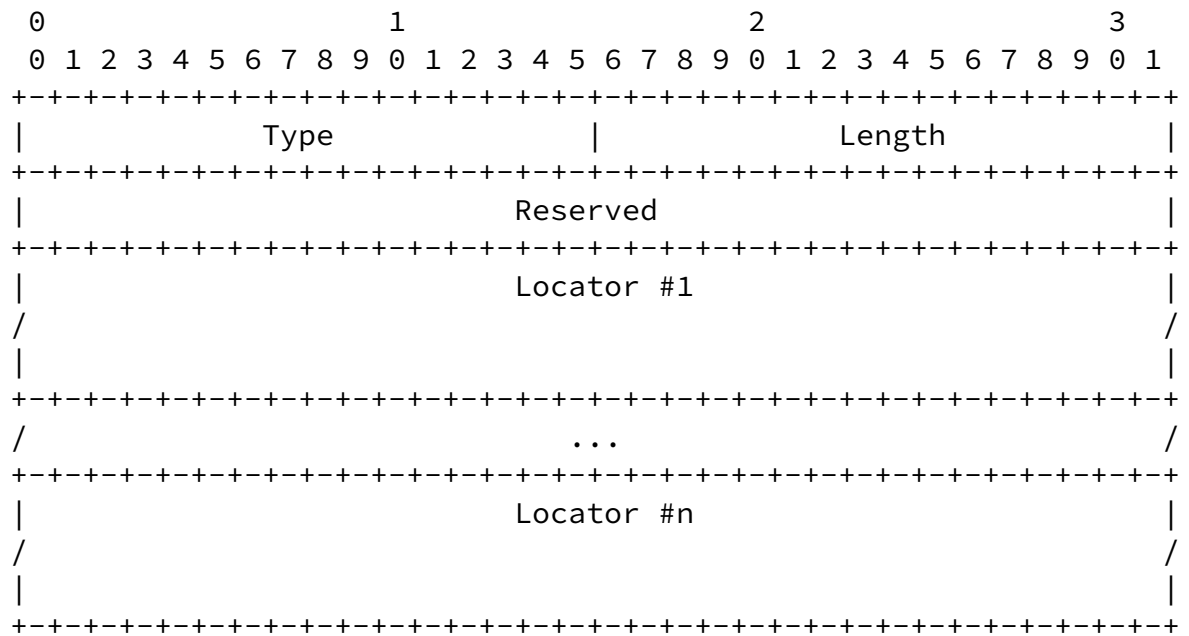 0                   1                   2                   3
 0 1 2 3 4 5 6 7 8 9 0 1 2 3 4 5 6 7 8 9 0 1 2 3 4 5 6 7 8 9 0 1
+-+-+-+-+-+-+-+-+-+-+-+-+-+-+-+-+-+-+-+-+-+-+-+-+-+-+-+-+-+-+-+-+
|             Type              |             Length            |
+-+-+-+-+-+-+-+-+-+-+-+-+-+-+-+-+-+-+-+-+-+-+-+-+-+-+-+-+-+-+-+-+
|                           Reserved                            |
+-+-+-+-+-+-+-+-+-+-+-+-+-+-+-+-+-+-+-+-+-+-+-+-+-+-+-+-+-+-+-+-+
|                           Locator #1                          |
/                                                               /
|                                                               |
+-+-+-+-+-+-+-+-+-+-+-+-+-+-+-+-+-+-+-+-+-+-+-+-+-+-+-+-+-+-+-+-+
/                              ...                              /
+-+-+-+-+-+-+-+-+-+-+-+-+-+-+-+-+-+-+-+-+-+-+-+-+-+-+-+-+-+-+-+-+
|                           Locator #n                          |
/                                                               /
|                                                               |
+-+-+-+-+-+-+-+-+-+-+-+-+-+-+-+-+-+-+-+-+-+-+-+-+-+-+-+-+-+-+-+-+